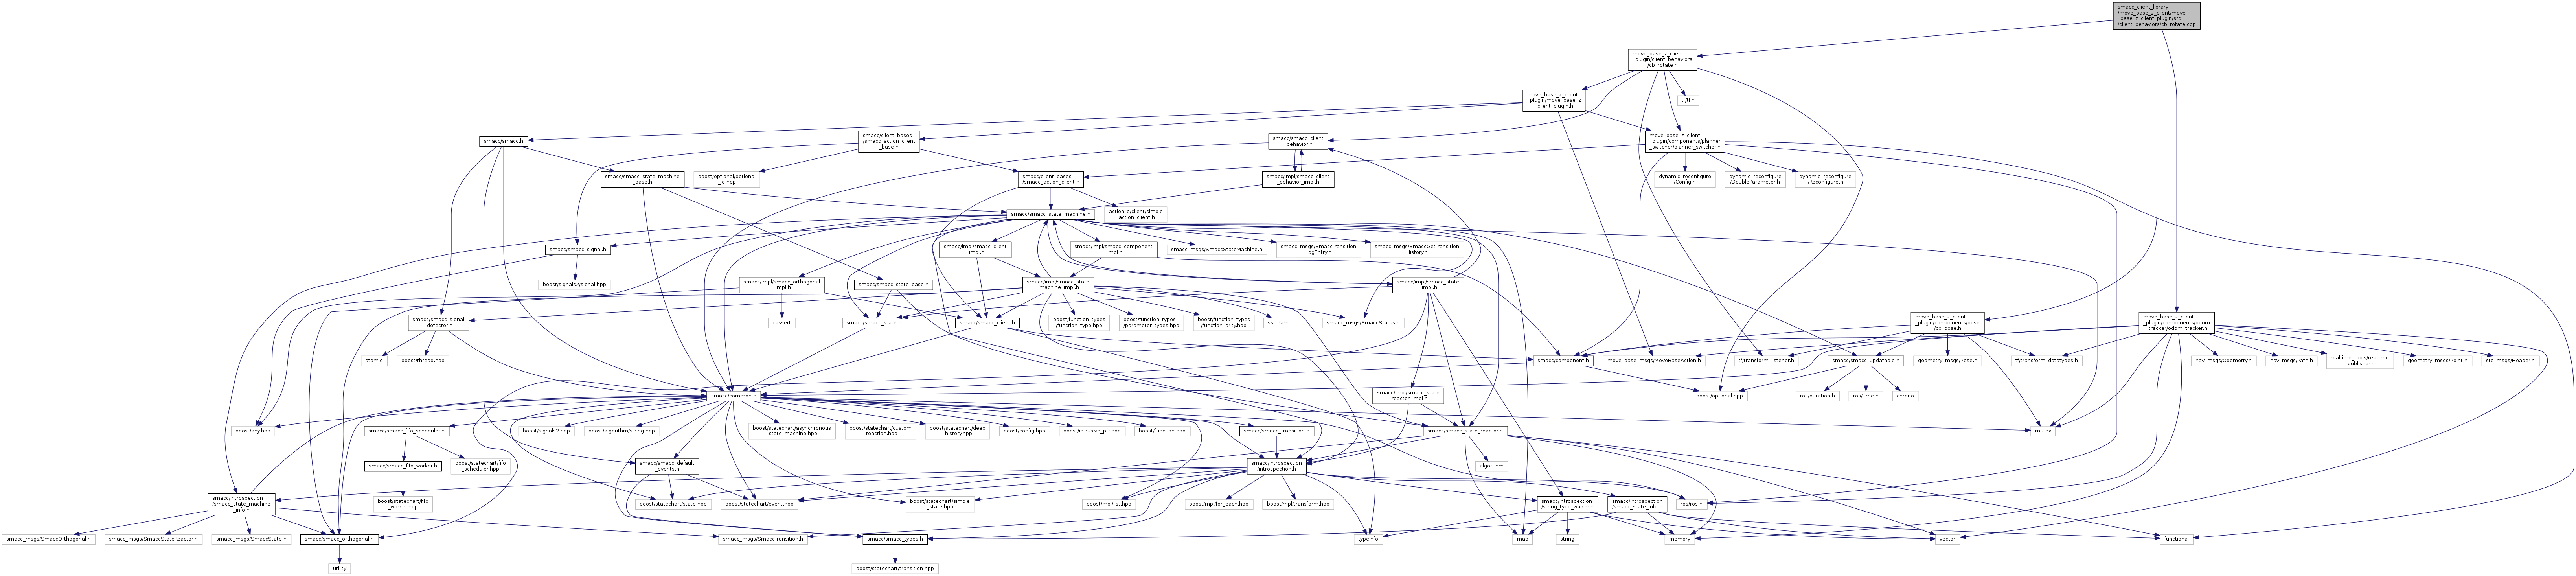 smacc_client_library
/move_base_z_client/move
_base_z_client_plugin/src
/client_behaviors/cb_rotate.cpp
move_base_z_client
_plugin/client_behaviors
/cb_rotate.h
move_base_z_client
_plugin/move_base_z
_client_plugin.h
tf/tf.h
smacc/smacc.h
smacc/client_bases
/smacc_action_client
_base.h
smacc/smacc_client
_behavior.h
move_base_z_client
_plugin/components/planner
_switcher/planner_switcher.h
smacc/smacc_state_machine
_base.h
boost/optional/optional
_io.hpp
smacc/client_bases
/smacc_action_client.h
smacc/impl/smacc_client
_behavior_impl.h
dynamic_reconfigure
/Config.h
dynamic_reconfigure
/DoubleParameter.h
dynamic_reconfigure
/Reconfigure.h
smacc/smacc_state_machine.h
actionlib/client/simple
_action_client.h
smacc/smacc_signal.h
smacc/impl/smacc_client
_impl.h
smacc/impl/smacc_component
_impl.h
smacc_msgs/SmaccStateMachine.h
smacc_msgs/SmaccTransition
LogEntry.h
smacc_msgs/SmaccGetTransition
History.h
boost/signals2/signal.hpp
smacc/impl/smacc_orthogonal
_impl.h
smacc/smacc_state_base.h
smacc/impl/smacc_state
_machine_impl.h
smacc/impl/smacc_state
_impl.h
smacc/smacc_signal
_detector.h
cassert
smacc/smacc_state.h
smacc/smacc_client.h
boost/function_types
/function_type.hpp
boost/function_types
/parameter_types.hpp
boost/function_types
/function_arity.hpp
sstream
smacc_msgs/SmaccStatus.h
move_base_z_client
_plugin/components/pose
/cp_pose.h
move_base_z_client
_plugin/components/odom
_tracker/odom_tracker.h
atomic
boost/thread.hpp
smacc/component.h
move_base_msgs/MoveBaseAction.h
tf/transform_listener.h
smacc/smacc_updatable.h
geometry_msgs/Pose.h
tf/transform_datatypes.h
nav_msgs/Odometry.h
nav_msgs/Path.h
realtime_tools/realtime
_publisher.h
geometry_msgs/Point.h
std_msgs/Header.h
smacc/common.h
smacc/impl/smacc_state
_reactor_impl.h
boost/optional.hpp
ros/duration.h
ros/time.h
chrono
boost/any.hpp
smacc/smacc_fifo_scheduler.h
boost/signals2.hpp
boost/algorithm/string.hpp
boost/statechart/asynchronous
_state_machine.hpp
boost/statechart/custom
_reaction.hpp
boost/statechart/deep
_history.hpp
boost/config.hpp
boost/intrusive_ptr.hpp
boost/function.hpp
smacc/smacc_transition.h
smacc/smacc_state_reactor.h
mutex
smacc/smacc_fifo_worker.h
boost/statechart/fifo
_scheduler.hpp
smacc/smacc_default
_events.h
smacc/introspection
/introspection.h
algorithm
smacc/introspection
/smacc_state_machine
_info.h
boost/statechart/fifo
_worker.hpp
boost/statechart/state.hpp
boost/statechart/event.hpp
boost/statechart/simple
_state.hpp
boost/mpl/list.hpp
boost/mpl/for_each.hpp
boost/mpl/transform.hpp
smacc/introspection
/string_type_walker.h
smacc/introspection
/smacc_state_info.h
ros/ros.h
smacc_msgs/SmaccOrthogonal.h
smacc_msgs/SmaccStateReactor.h
smacc_msgs/SmaccState.h
smacc/smacc_orthogonal.h
smacc_msgs/SmaccTransition.h
smacc/smacc_types.h
typeinfo
map
string
memory
vector
functional
utility
boost/statechart/transition.hpp